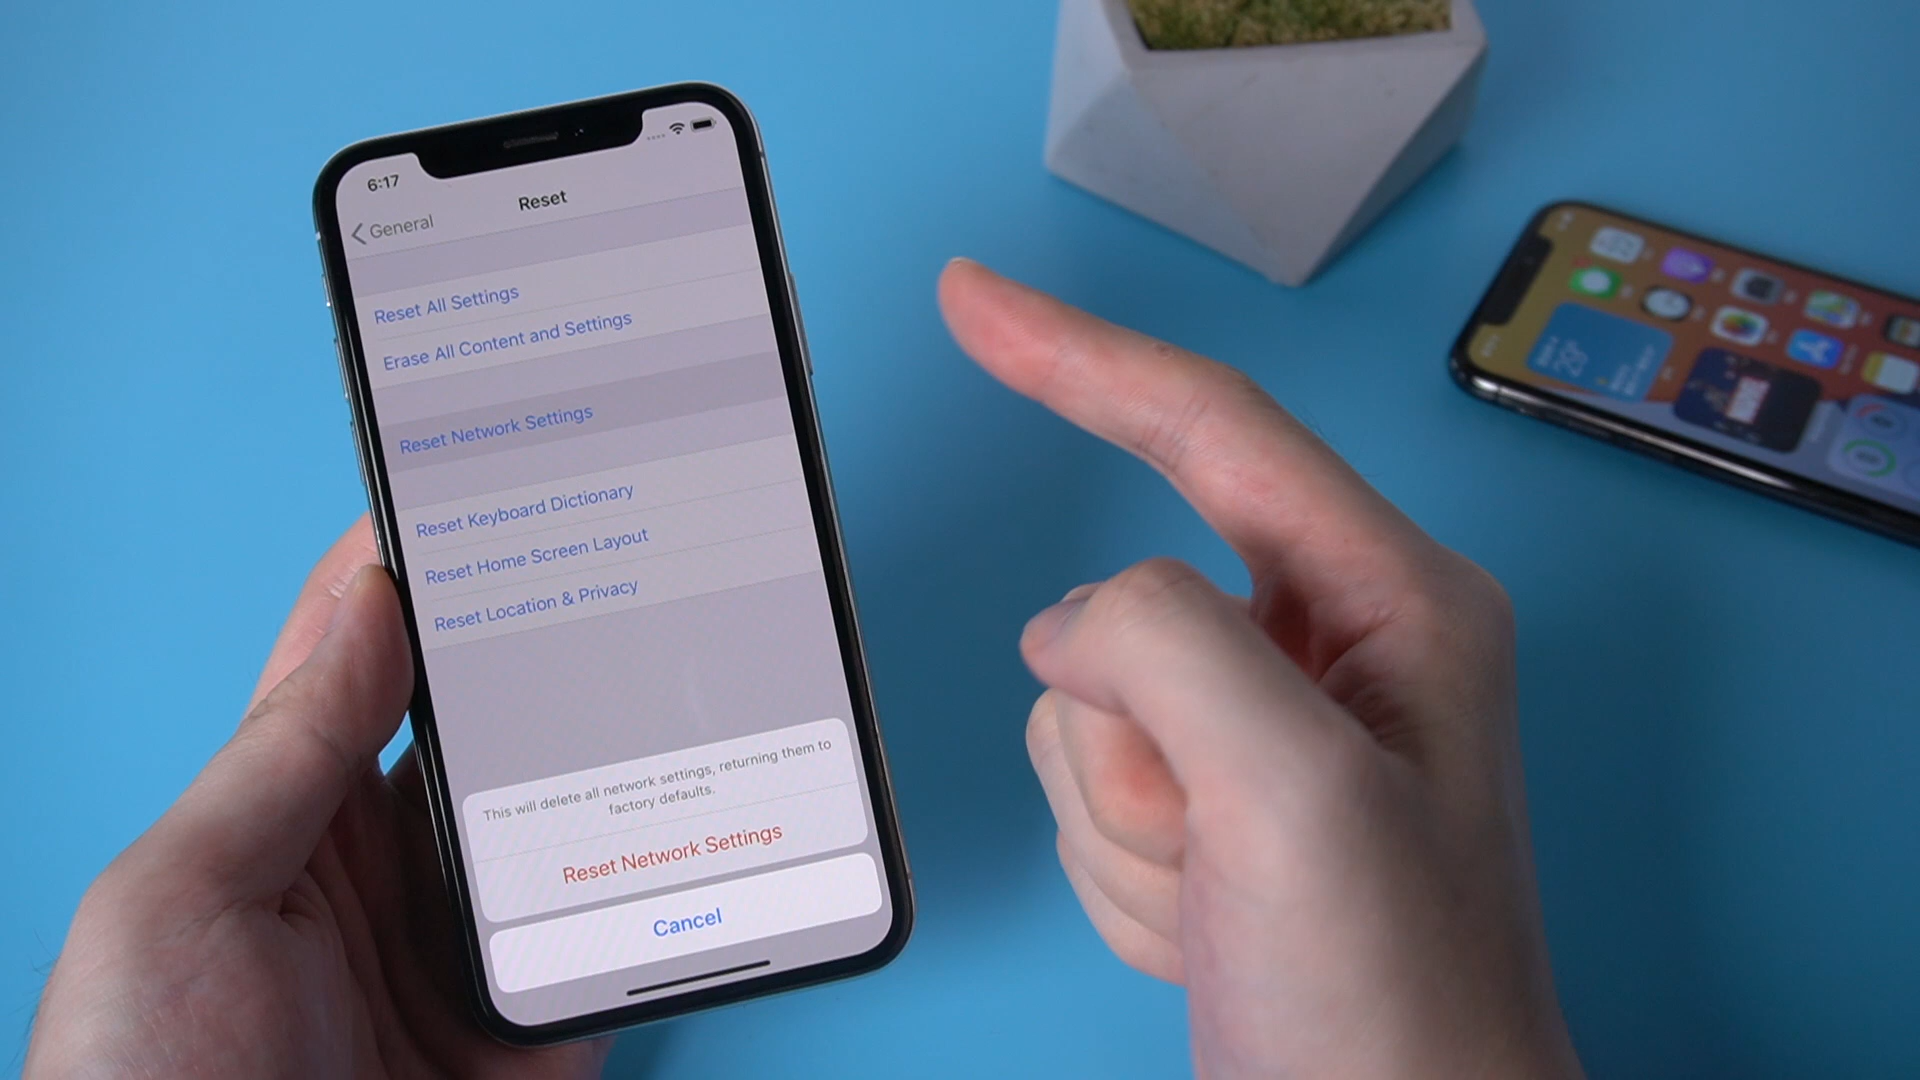 6:17
General
Reset
Reset All Settings
Erase All Content and Settings
Reset Network Settings
Reset Keyboard Dictionary
Reset Home Screen Layout
Reset Location & Privacy
This will delete all network settings, returning them to
factory defaults.
Reset Network Settings
Cancel